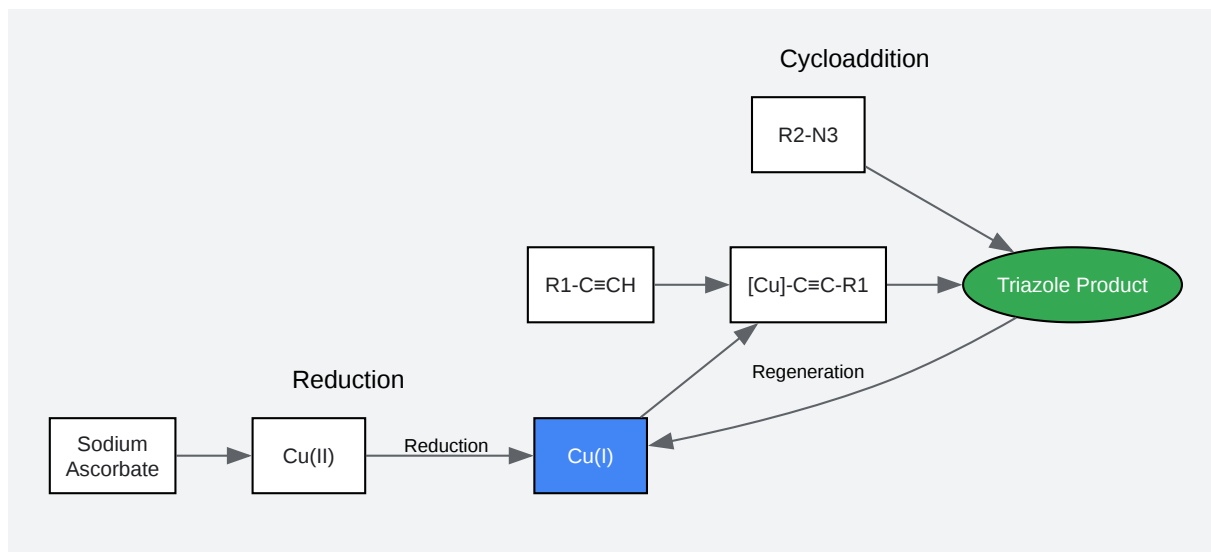 Cycloaddition
R2-N3
R1-C≡CH
[Cu]-C≡C-R1
Triazole Product
Regeneration
Reduction
Sodium
Ascorbate
Cu(II)
Reduction
Cu(I)